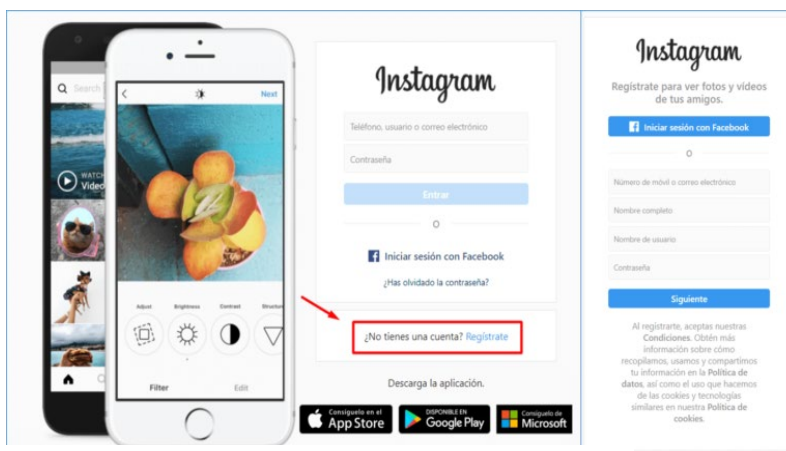 Search
WATCH
Video
Next
Adjust
Brightness
Contrast
Structure
Filter
Edit
Instagram
Teléfono, usuario o correo electrónico
Contraseña
Entrar
O
Iniciar sesión con Facebook
¿Has olvidado la contraseña?
¿No tienes una cuenta? Regístrate
Descarga la aplicación.
Consíguelo en el
App Store
DISPONIBLE EN
Google Play
Consíguelo de
Microsoft
Instagram
Regístrate para ver fotos y vídeos
de tus amigos.
Iniciar sesión con Facebook
O
Número de móvil o correo electrónico
Nombre completo
Nombre de usuario
Contraseña
Siguiente
Al registrarte, aceptas nuestras
Condiciones. Obtén más
información sobre cómo
recopilamos, usamos y compartimos
tu información en la Política de
datos, así como el uso que hacemos
de las cookies y tecnologías
similares en nuestra Política de
cookies.